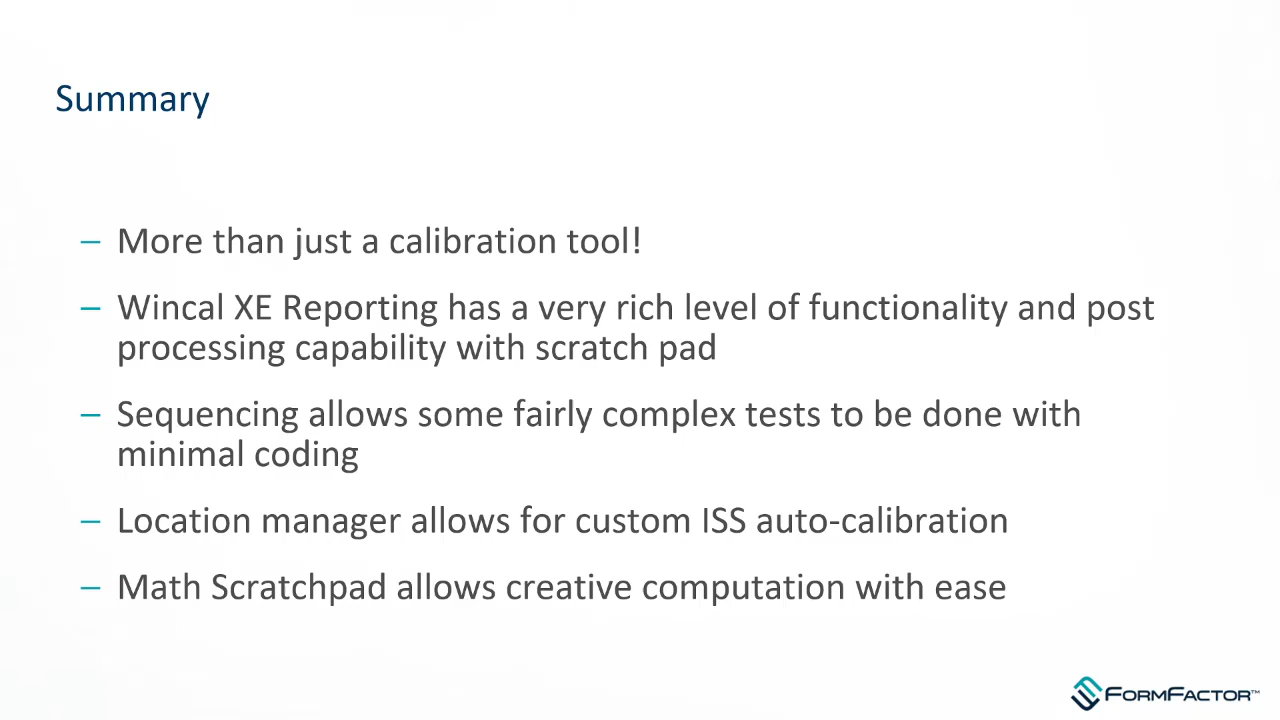 Summary
– More than just a calibration tool!
– Wincal XE Reporting has a very rich level of functionality and post
processing capability with scratch pad
– Sequencing allows some fairly complex tests to be done with
minimal coding
– Location manager allows for custom ISS auto-calibration
– Math Scratchpad allows creative computation with ease
FORMFACTOR™